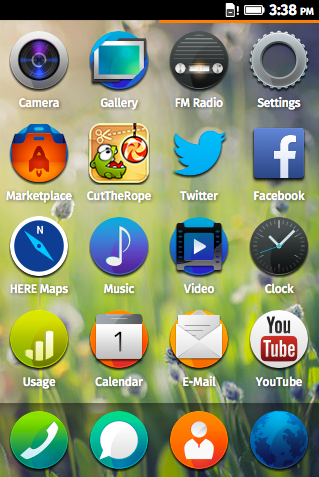 3:38 PM
Camera Gallery FM Radio Settings
Marketplace CutTheRope Twitter Facebook
N
HERE Maps Music Video Clock
1
You
Tube
Usage Calendar E-Mail YouTube